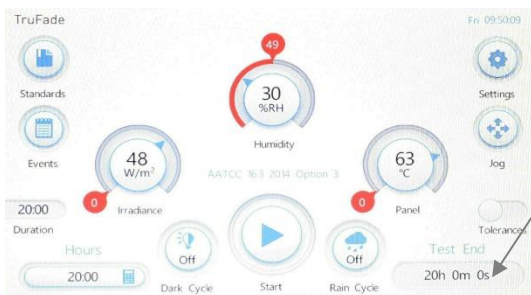 TruFade
Fri 09:50:09
49
Standards
30
%RH
Settings
Humidity
Events
48
W/m²
63
°C
Jog
AATCC 163 2014 Option 3
0
0
Irradiance
Panel
20:00
Duration
Tolerances
Hours
Off
Off
Test End
20:00
20h 0m 0s
Dark Cycle
Start
Rain Cycle